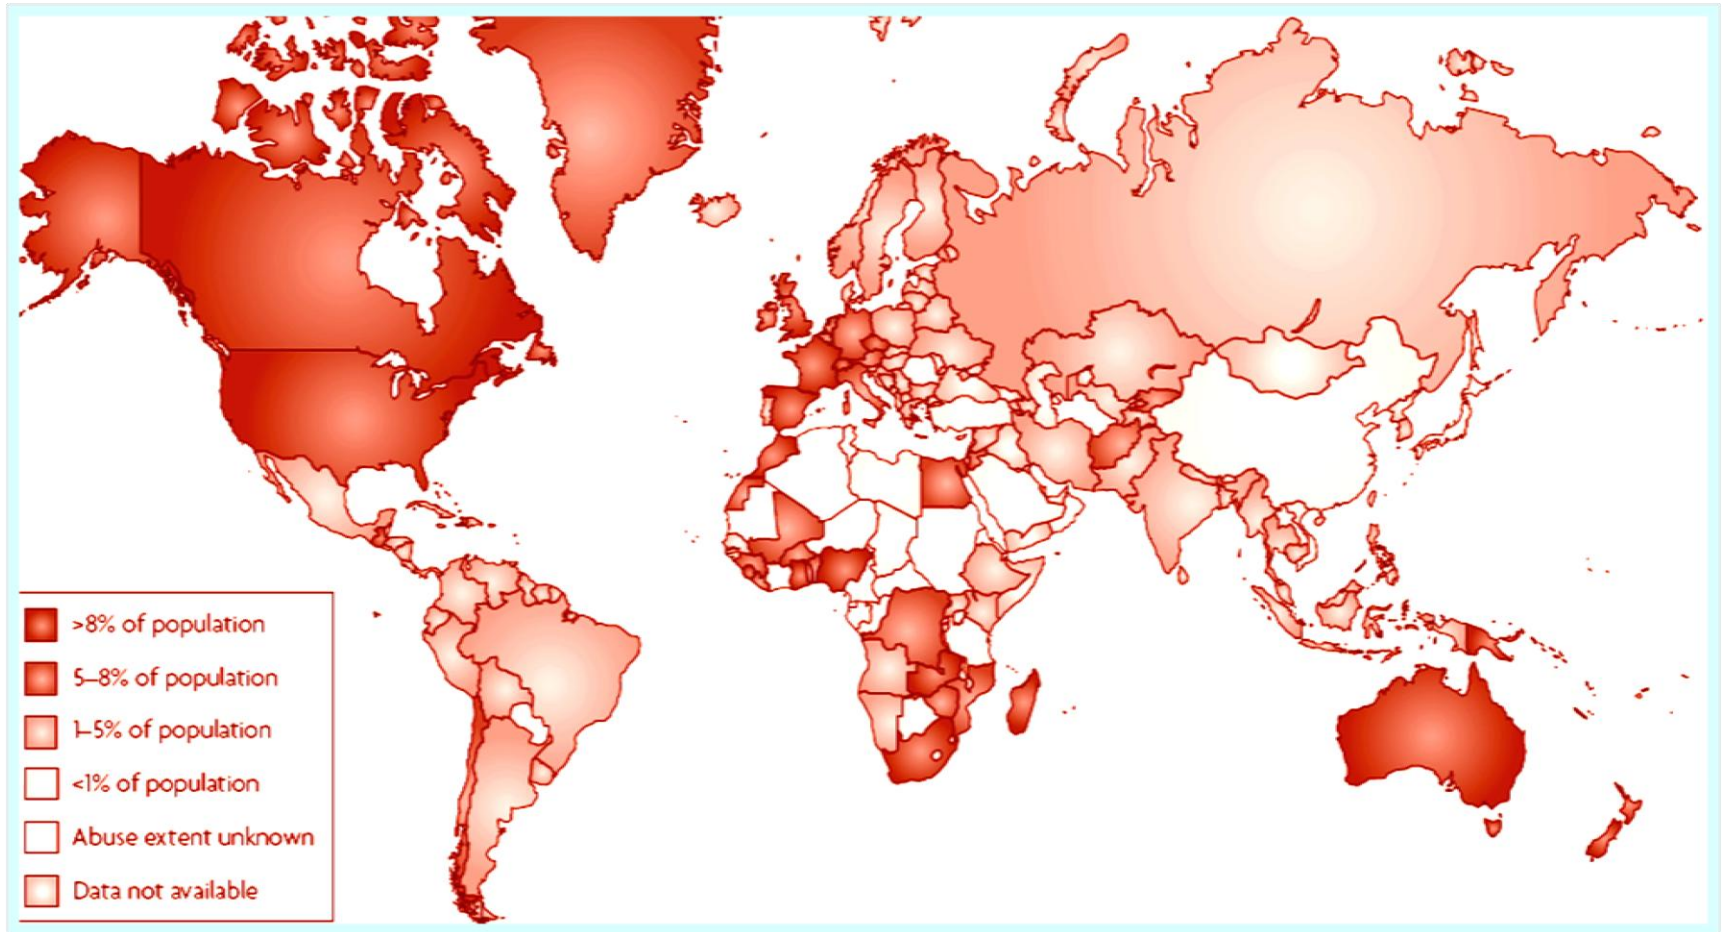 >8% of population
5–8% of population
1–5% of population
<1% of population
Abuse extent unknown
Data not available